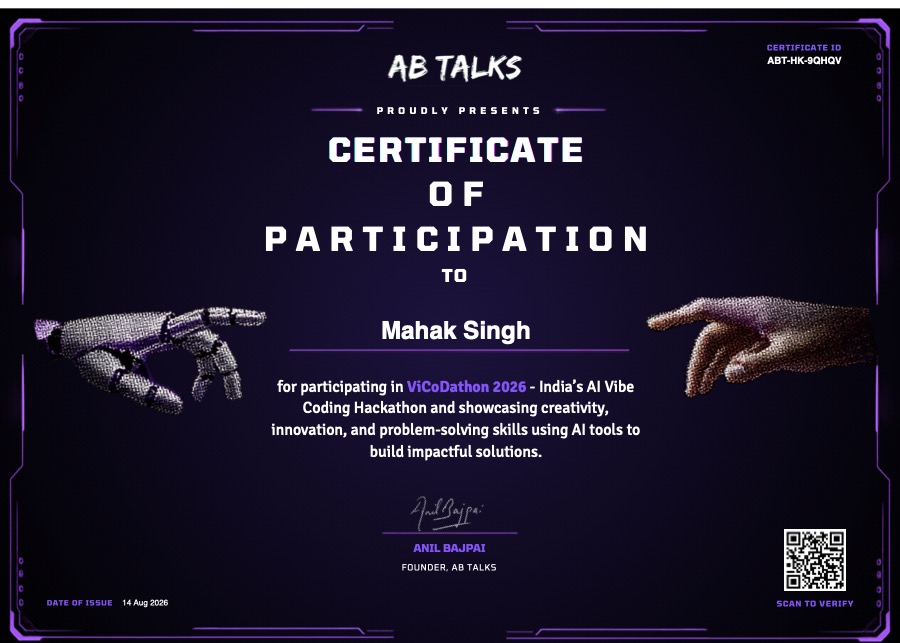 AB TALKS
CERTIFICATE ID
ABT-HK-9QHQV
PROUDLY PRESENTS
CERTIFICATE
OF
PARTICIPATION
TO
Mahak Singh
for participating in ViCoDathon 2026 - India's AI Vibe
Coding Hackathon and showcasing creativity,
innovation, and problem-solving skills using AI tools to
build impactful solutions.
Anil Bajpai
ANIL BAJPAI
FOUNDER, AB TALKS
DATE OF ISSUE 14 Aug 2026
SCAN TO VERIFY